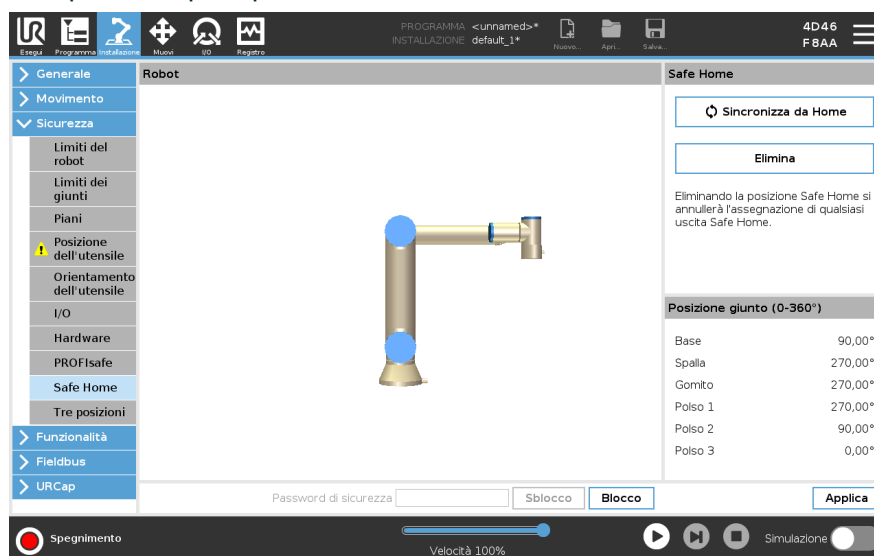 PROGRAMMA <unnamed>*
INSTALLAZIONE default_1*
Esegui
Programma
Installazione
Muovi
I/O
Registro
Nuovo...
Apri...
Salva...
4D46
F8AA
Generale
Movimento
Sicurezza
Limiti del
robot
Limiti dei
giunti
Piani
Posizione
dell'utensile
Orientamento
dell'utensile
I/O
Hardware
PROFIsafe
Safe Home
Tre posizioni
Funzionalità
Fieldbus
URCap
Robot
Safe Home
Sincronizza da Home
Elimina
Eliminando la posizione Safe Home si
annullerà l'assegnazione di qualsiasi
uscita Safe Home.
Posizione giunto (0-360°)
Base 90,00°
Spalla 270,00°
Gomito 270,00°
Polso 1 270,00°
Polso 2 90,00°
Polso 3 0,00°
Password di sicurezza
Sblocco
Blocco
Applica
Spegnimento
Velocità 100%
Simulazione